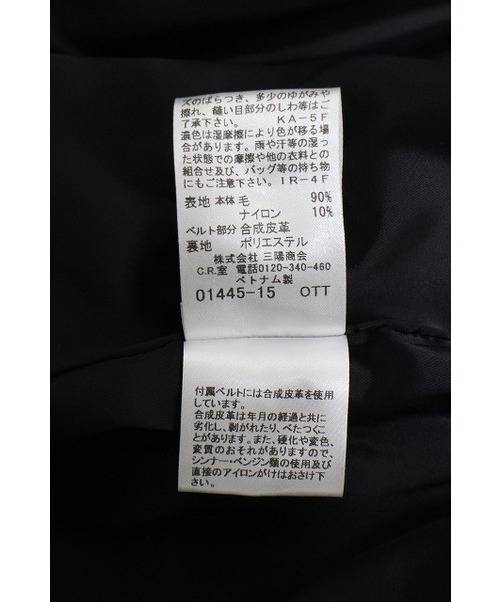 ズのばらつき、多少のゆがみや
擦れ、縫い目部分のしわ等はご
了承下さい。 KA-5F
濃色は湿摩擦により色が移る場
合があります。雨や汗等の湿っ
た状態での摩擦や他の衣料との
組合せ及び、バッグ等の持ち物
にもご注意下さい。IR-4F
表地 本体 毛 90%
ナイロン 10%
ベルト部分 合成皮革
裏地 ポリエステル
株式会社 三陽商会
C.R.室 電話0120-340-460
ベトナム製
01445-15 OTT
付属ベルトには合成皮革を使用
しています。
合成皮革は年月の経過と共に
劣化し、剥がれたり、べたつくこ
とがあります。また、硬化や変色、
変質のおそれがありますので、
シンナー・ベンジン類の使用及び
直接のアイロンがけはおさけ下
さい。